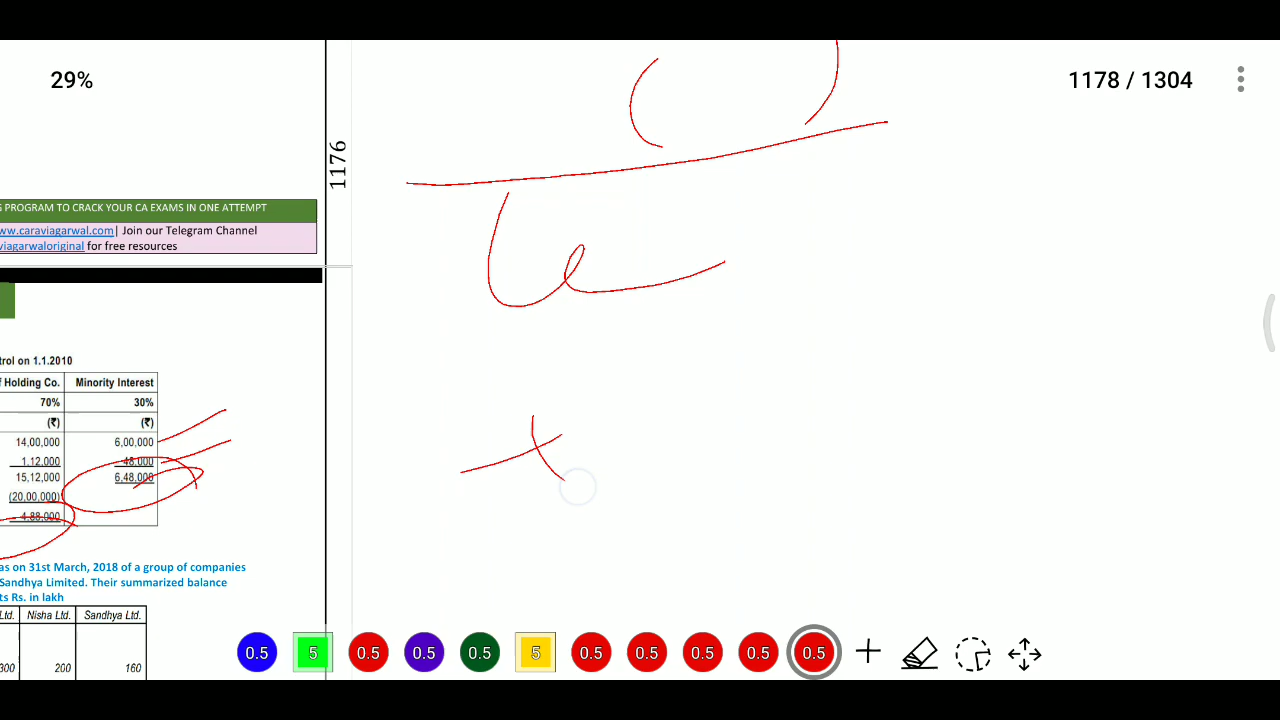 29%
1178 / 1304
1176
G PROGRAM TO CRACK YOUR CA EXAMS IN ONE ATTEMPT
ww.caraviagarwal.com| Join our Telegram Channel
viagarwaloriginal for free resources
trol on 1.1.2010
f Holding Co. Minority Interest
70% 30%
(₹) (₹)
14,00,000 6,00,000
1,12,000 48,000
15,12,000 6,48,000
(20,00,000)
4,88,000
as on 31st March, 2018 of a group of companies
Sandhya Limited. Their summarized balance
ts Rs. in lakh
Ltd. Nisha Ltd. Sandhya Ltd.
300 200 160
0.5 5 0.5 0.5 0.5 5 0.5 0.5 0.5 0.5 0.5